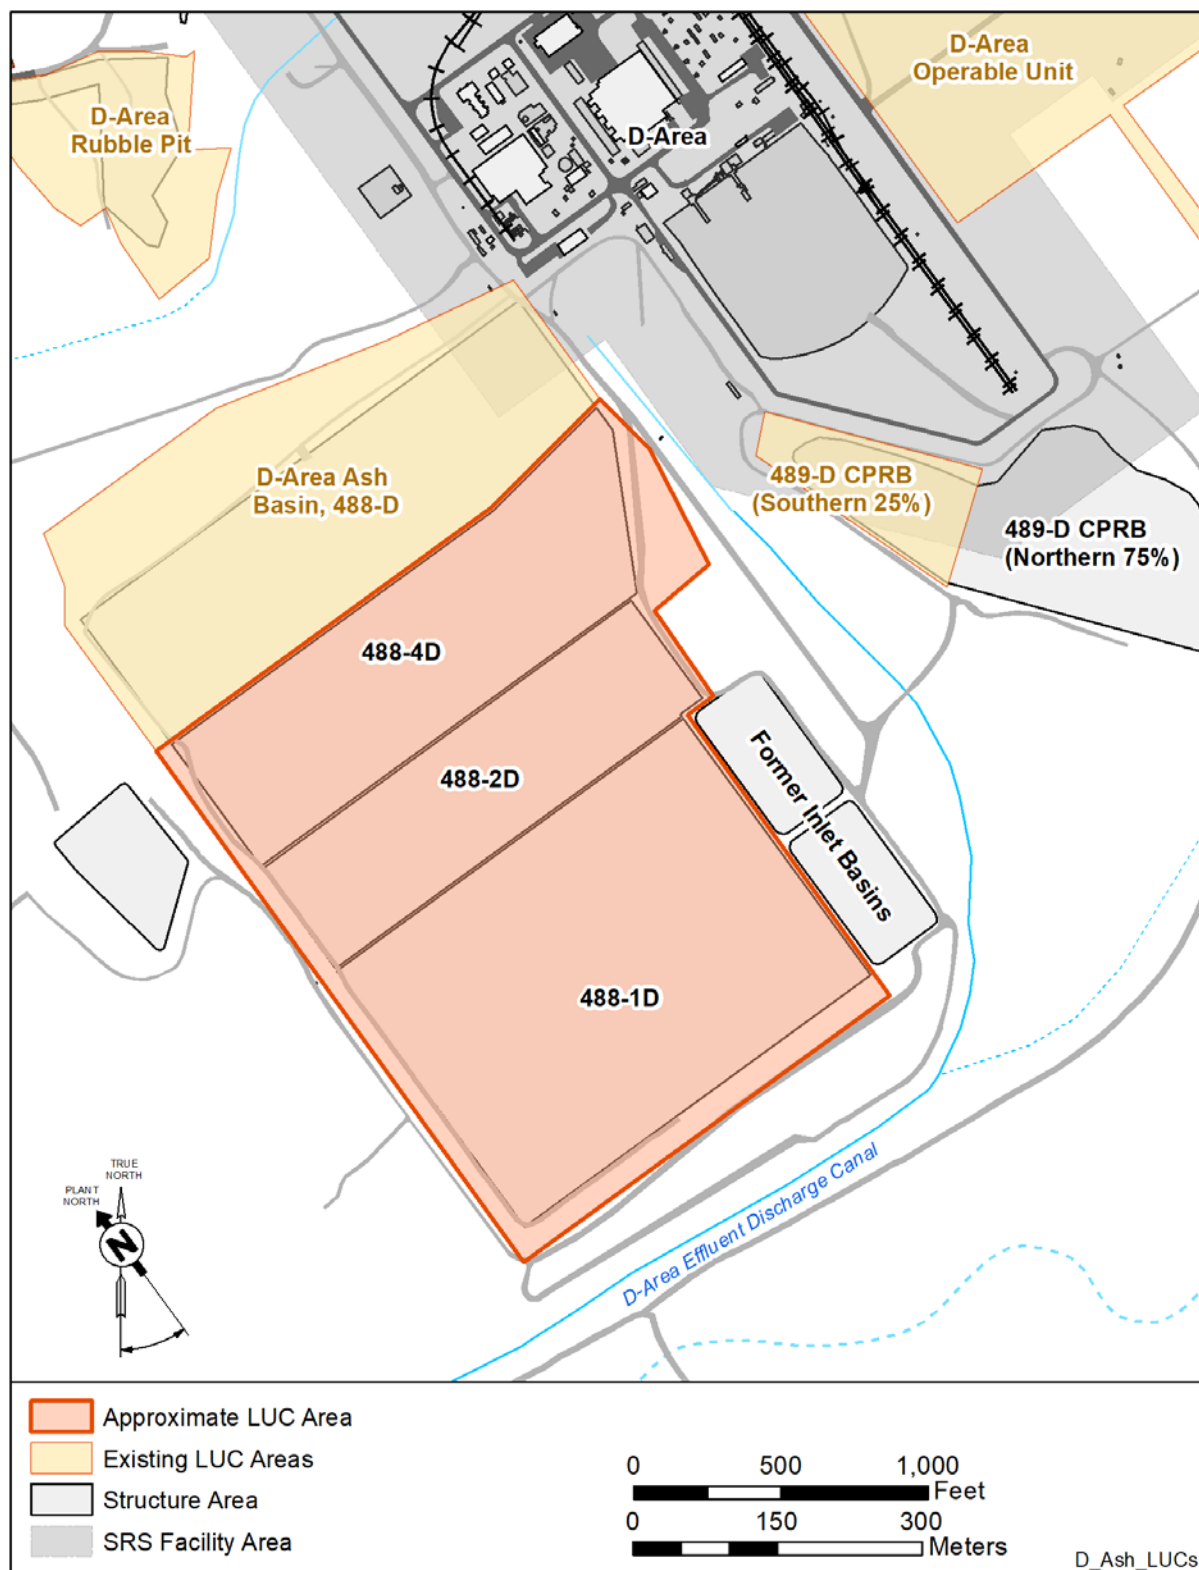 D-Area
Operable Unit
D-Area
Rubble Pit
D-Area
D-Area Ash
Basin, 488-D
489-D CPRB
(Southern 25%)
489-D CPRB
(Northern 75%)
488-4D
488-2D
Former Inlet Basins
488-1D
TRUE
NORTH
PLANT
NORTH
N
D-Area Effluent Discharge Canal
Approximate LUC Area
Existing LUC Areas
Structure Area
SRS Facility Area
0 500 1,000
Feet
0 150 300
Meters
D_Ash_LUCs